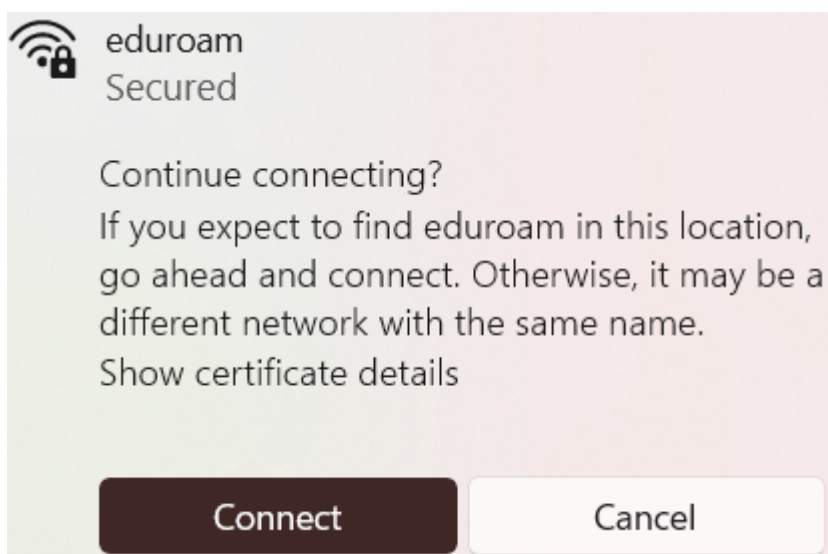 eduroam
Secured
Continue connecting?
If you expect to find eduroam in this location,
go ahead and connect. Otherwise, it may be a
different network with the same name.
Show certificate details
Connect
Cancel